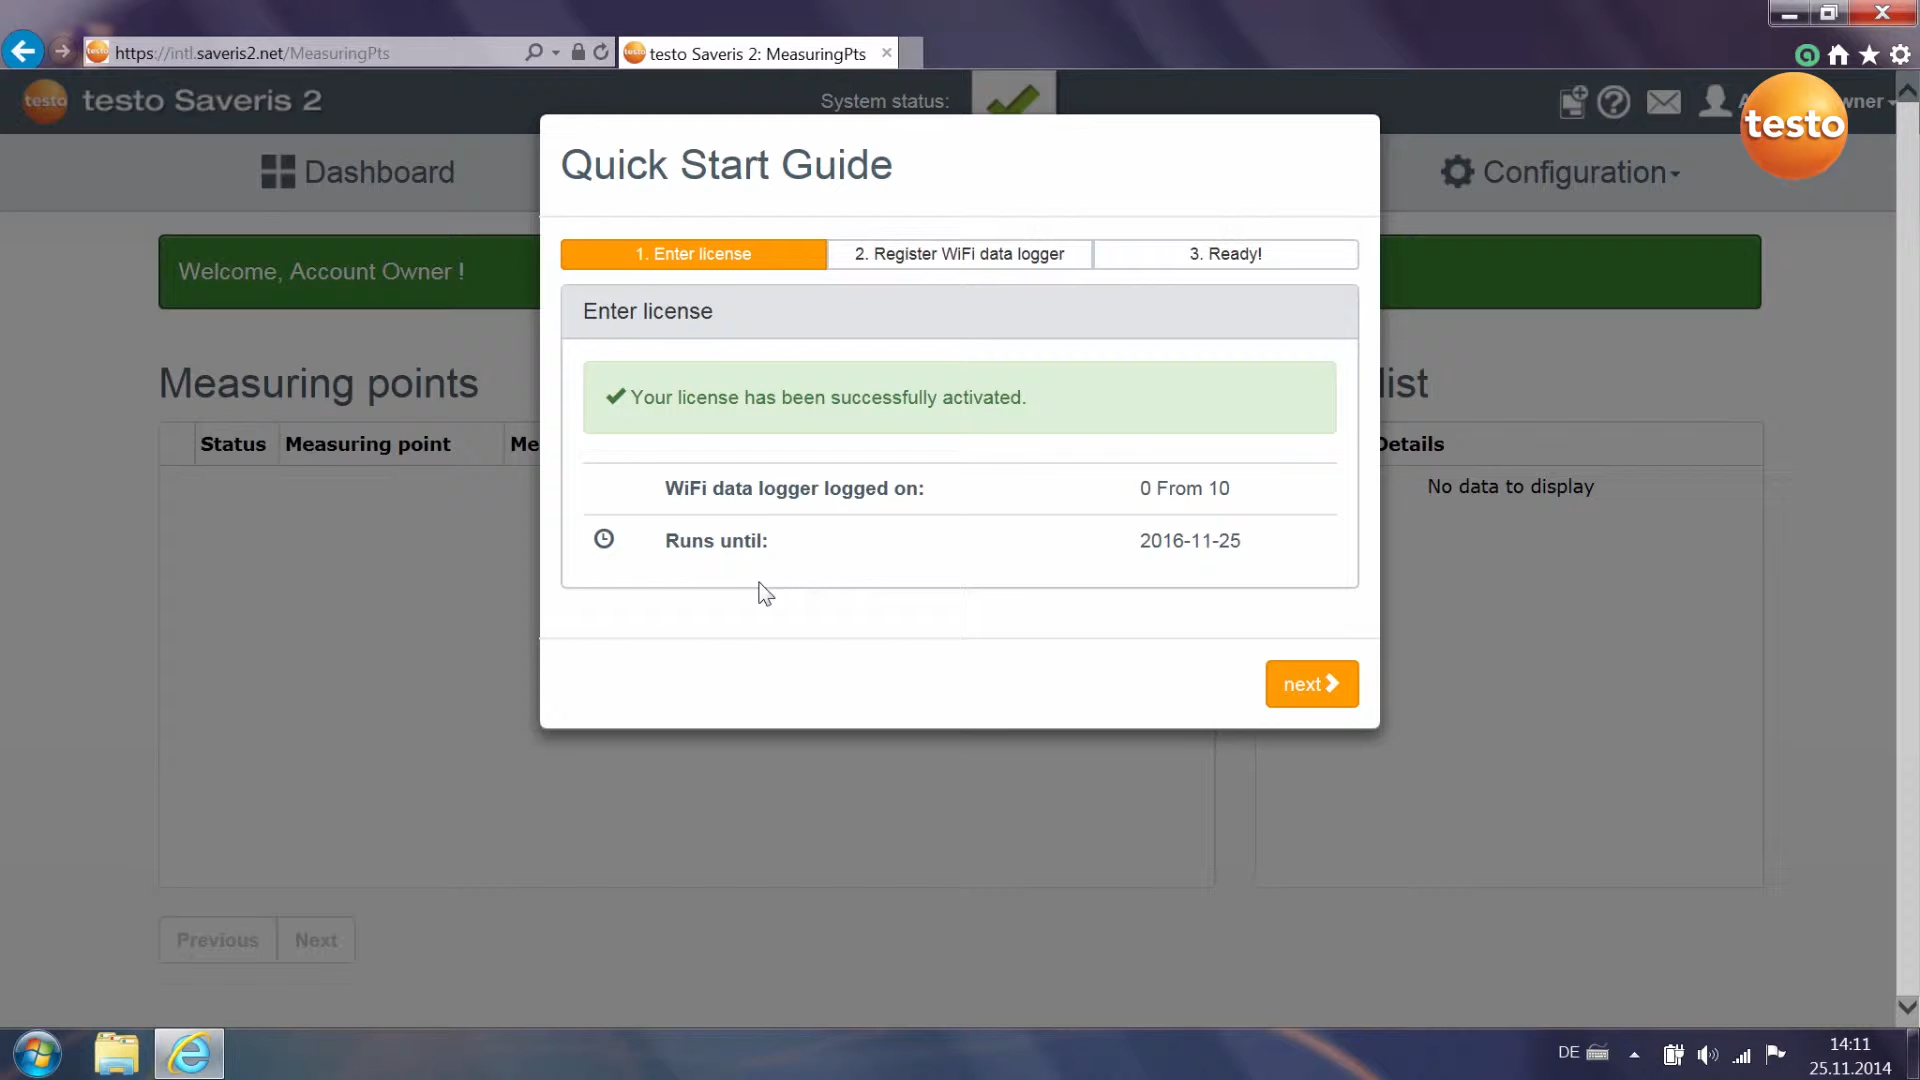 https://intl.saveris2.net/MeasuringPts
testo Saveris 2: MeasuringPts
testo
testo Saveris 2
System status:
wner
testo
Dashboard
Configuration
Welcome, Account Owner !
Quick Start Guide
1. Enter license
2. Register WiFi data logger
3. Ready!
Enter license
Your license has been successfully activated.
WiFi data logger logged on:
0 From 10
Runs until:
2016-11-25
next
Measuring points
Status
Measuring point
Me
list
Details
No data to display
Previous
Next
DE
14:11
25.11.2014